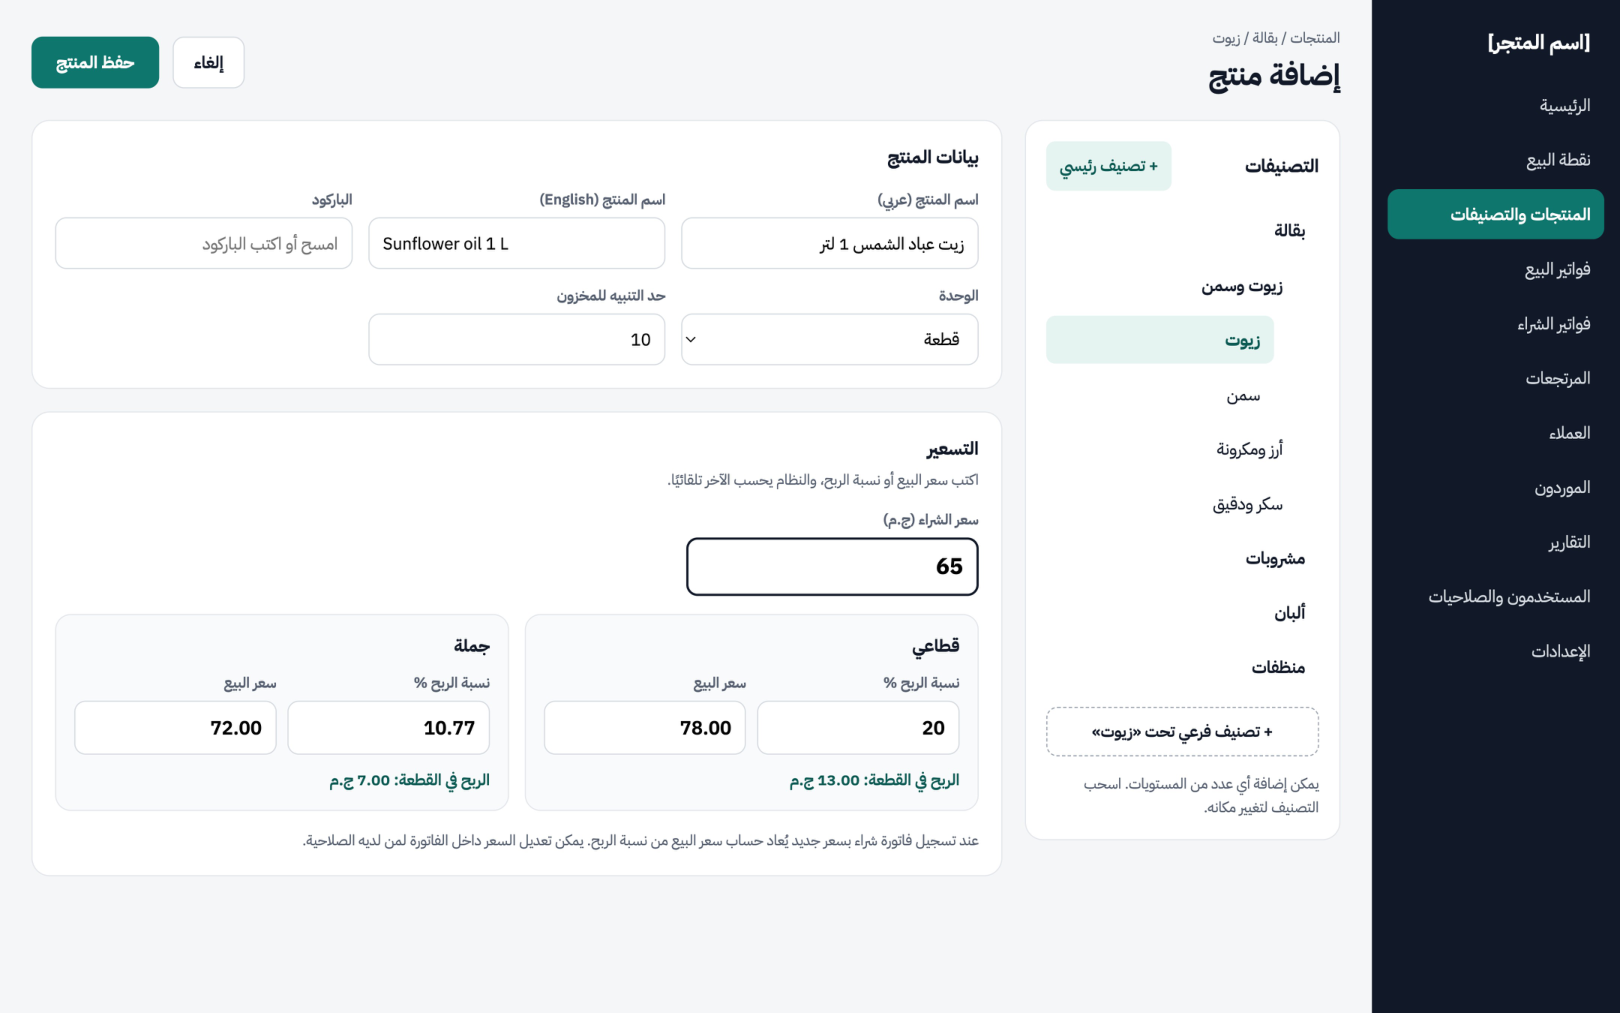 [اسم المتجر]
الرئيسية
نقطة البيع
المنتجات والتصنيفات
فواتير البيع
فواتير الشراء
المرتجعات
العملاء
الموردون
التقارير
المستخدمون والصلاحيات
الإعدادات
المنتجات / بقالة / زيوت
إضافة منتج
إلغاء
حفظ المنتج
التصنيفات
+ تصنيف رئيسي
بقالة
زيوت وسمن
زيوت
سمن
أرز ومكرونة
سكر ودقيق
مشروبات
ألبان
منظفات
+ تصنيف فرعي تحت «زيوت»
يمكن إضافة أي عدد من المستويات. اسحب
التصنيف لتغيير مكانه.
بيانات المنتج
اسم المنتج (عربي)
زيت عباد الشمس 1 لتر
اسم المنتج (English)
Sunflower oil 1 L
الباركود
امسح أو اكتب الباركود
الوحدة
قطعة
حد التنبيه للمخزون
10
التسعير
اكتب سعر البيع أو نسبة الربح، والنظام يحسب الآخر تلقائيًا.
سعر الشراء (ج.م)
65
قطاعي
نسبة الربح %
20
سعر البيع
78.00
الربح في القطعة: 13.00 ج.م
جملة
نسبة الربح %
10.77
سعر البيع
72.00
الربح في القطعة: 7.00 ج.م
عند تسجيل فاتورة شراء بسعر جديد يُعاد حساب سعر البيع من نسبة الربح. يمكن تعديل السعر داخل الفاتورة لمن لديه الصلاحية.